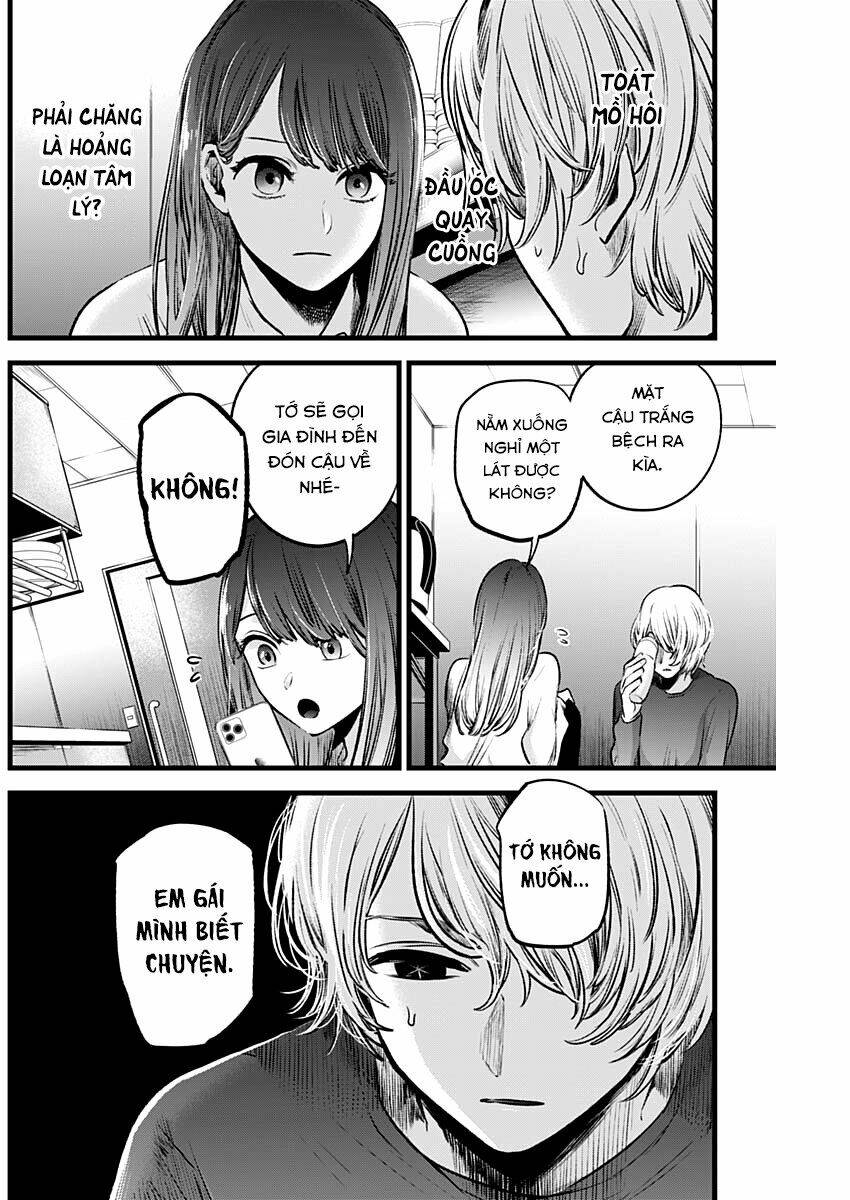 TOÁT
MỒ HÔI
ĐẦU ÓC
QUAY
CUỒNG
PHẢI CHĂNG
LÀ HOẢNG
LOẠN TÂM
LÝ?
MẶT
CẬU TRẮNG
BỆCH RA
KÌA.
NẰM XUỐNG
NGHỈ MỘT
LÁT ĐƯỢC
KHÔNG?
TỚ SẼ GỌI
GIA ĐÌNH ĐẾN
ĐÓN CẬU VỀ
NHÉ-
KHÔNG!
TỚ KHÔNG
MUỐN...
EM GÁI
MÌNH BIẾT
CHUYỆN.